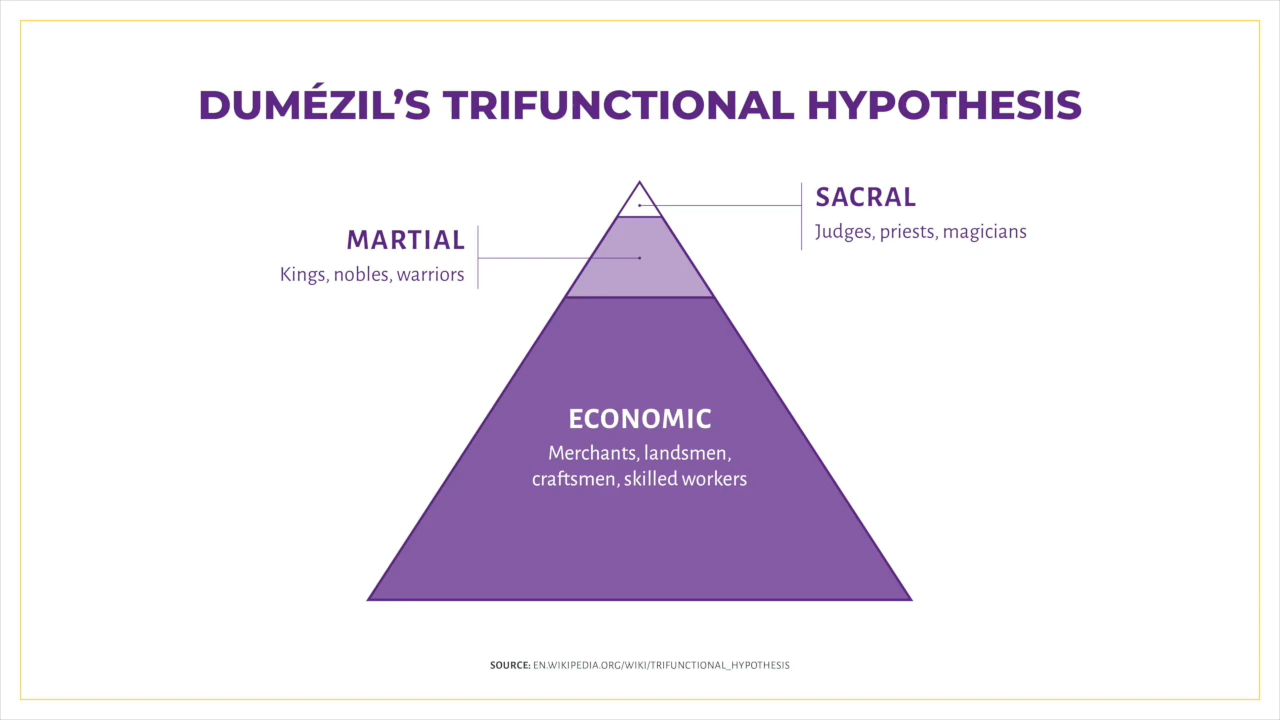 DUMÉZIL’S TRIFUNCTIONAL HYPOTHESIS
SACRAL
Judges, priests, magicians
MARTIAL
Kings, nobles, warriors
ECONOMIC
Merchants, landsmen,
craftsmen, skilled workers
SOURCE: EN.WIKIPEDIA.ORG/WIKI/TRIFUNCTIONAL_HYPOTHESIS